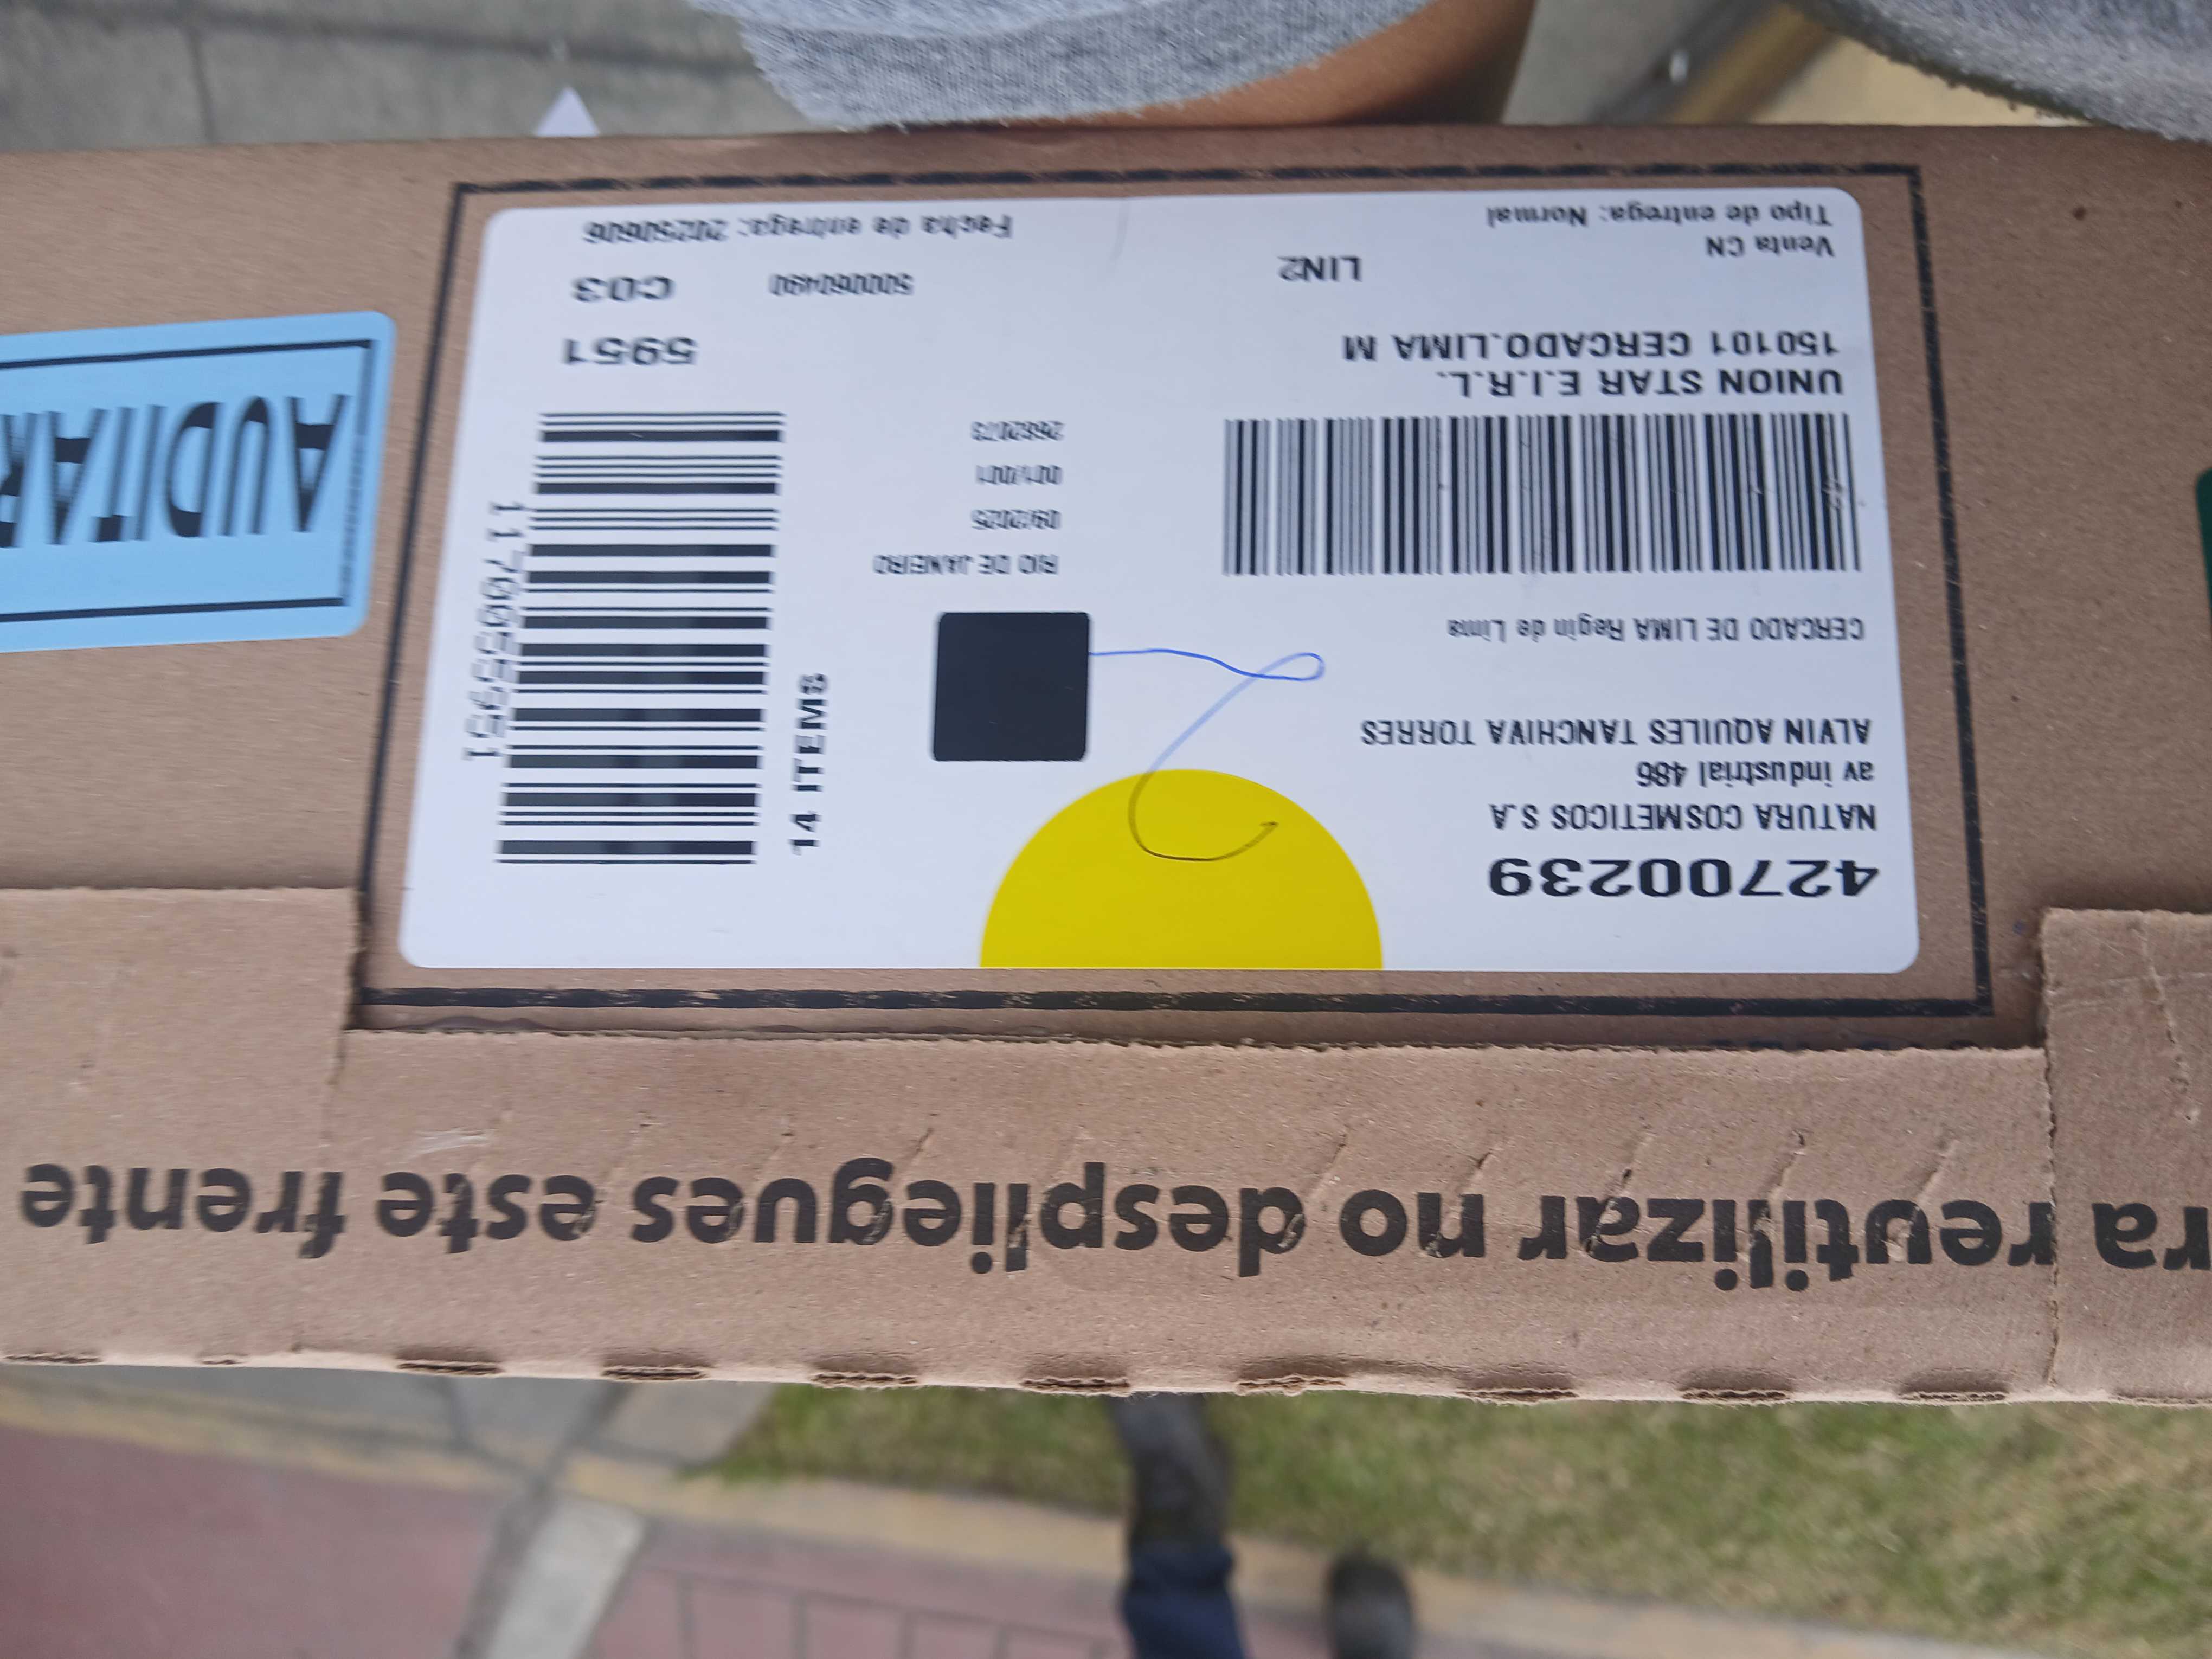 42700239
NATURA COSMETICOS S.A
av industrial 486
ALVIN AQUILES TANCHIVA TORRES
CERCADO DE LIMA Regin de Lima
UNION STAR E.I.R.L.
150101 CERCADO.LIMA M
LIN2
Venta CN
Tipo de entrega: Normal
RIO DE JANEIRO
09/2025
001/001
2682073
14 ITEMS
1170055951
5951
500060490
C03
Fecha de entrega: 20250606
AUDITAR
ra reutilizar no despliegues este frente